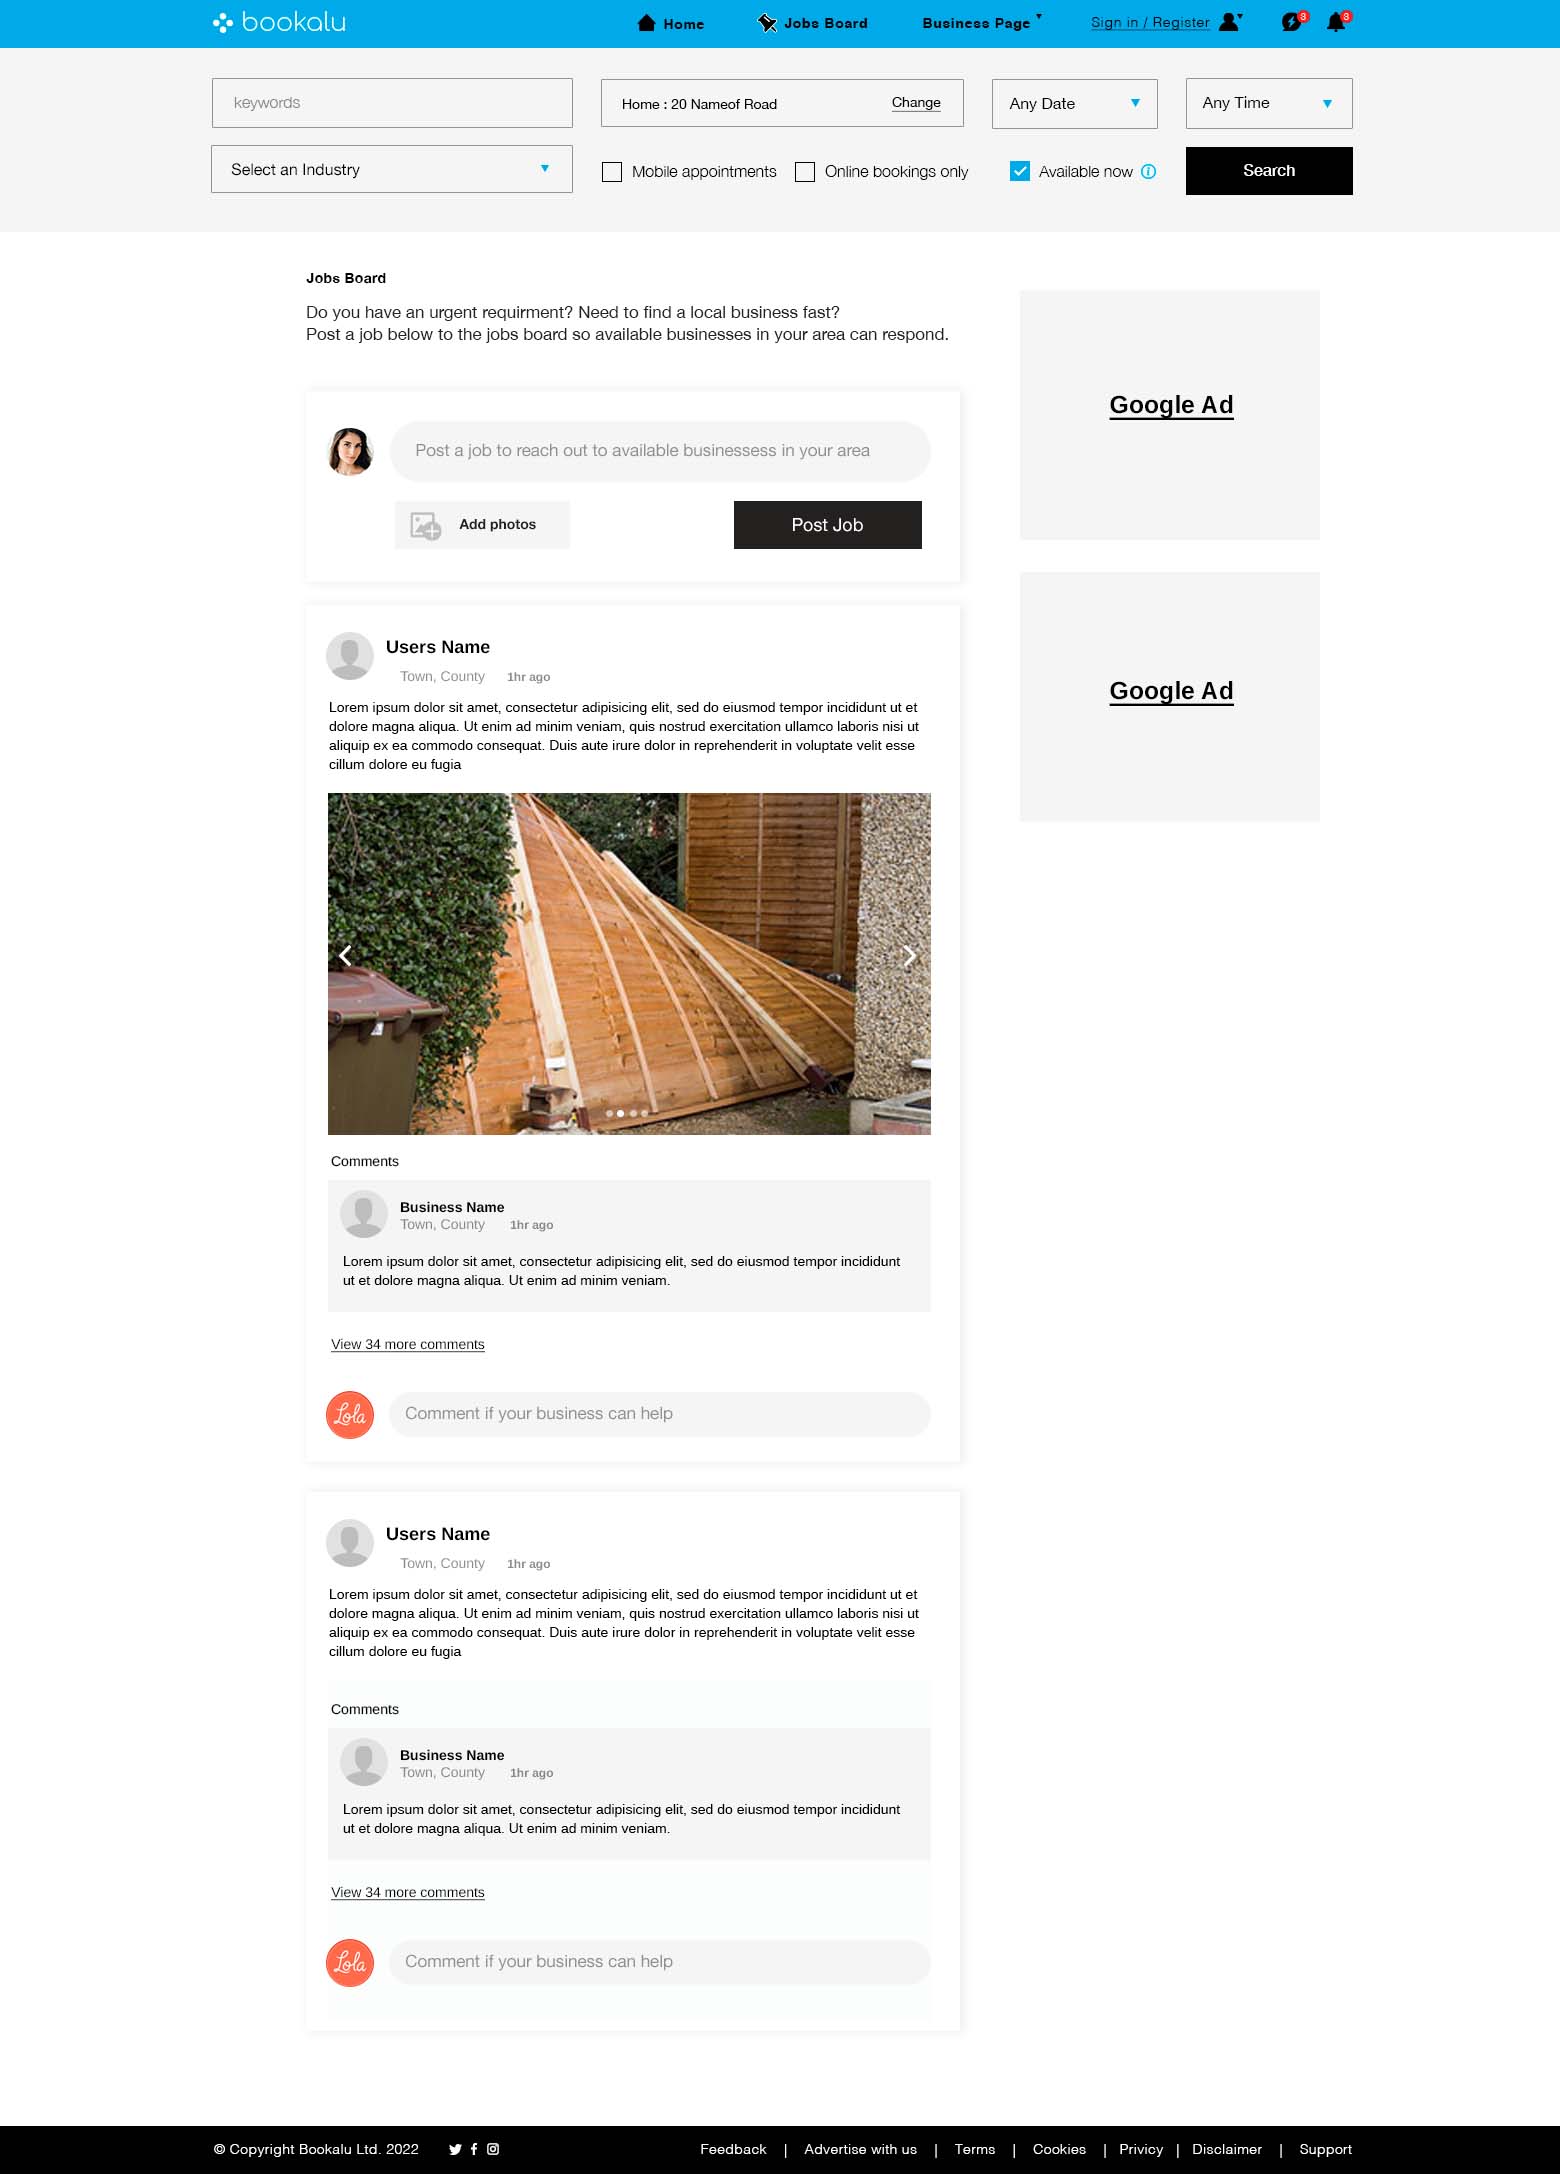 bookalu
Home
Jobs Board
Business Page
Sign in / Register
3
3
keywords
Home : 20 Nameof Road
Change
Any Date
Any Time
Select an Industry
Mobile appointments
Online bookings only
Available now
i
Search
Jobs Board
Do you have an urgent requirment? Need to find a local business fast?
Post a job below to the jobs board so available businesses in your area can respond.
Post a job to reach out to available businessess in your area
Add photos
Post Job
Google Ad
Google Ad
Users Name
Town, County 1hr ago
Lorem ipsum dolor sit amet, consectetur adipisicing elit, sed do eiusmod tempor incididunt ut et
dolore magna aliqua. Ut enim ad minim veniam, quis nostrud exercitation ullamco laboris nisi ut
aliquip ex ea commodo consequat. Duis aute irure dolor in reprehenderit in voluptate velit esse
cillum dolore eu fugia
Comments
Business Name
Town, County 1hr ago
Lorem ipsum dolor sit amet, consectetur adipisicing elit, sed do eiusmod tempor incididunt
ut et dolore magna aliqua. Ut enim ad minim veniam.
View 34 more comments
Lola
Comment if your business can help
Users Name
Town, County 1hr ago
Lorem ipsum dolor sit amet, consectetur adipisicing elit, sed do eiusmod tempor incididunt ut et
dolore magna aliqua. Ut enim ad minim veniam, quis nostrud exercitation ullamco laboris nisi ut
aliquip ex ea commodo consequat. Duis aute irure dolor in reprehenderit in voluptate velit esse
cillum dolore eu fugia
Comments
Business Name
Town, County 1hr ago
Lorem ipsum dolor sit amet, consectetur adipisicing elit, sed do eiusmod tempor incididunt
ut et dolore magna aliqua. Ut enim ad minim veniam.
View 34 more comments
Lola
Comment if your business can help
© Copyright Bookalu Ltd. 2022
Feedback | Advertise with us | Terms | Cookies | Privicy | Disclaimer | Support